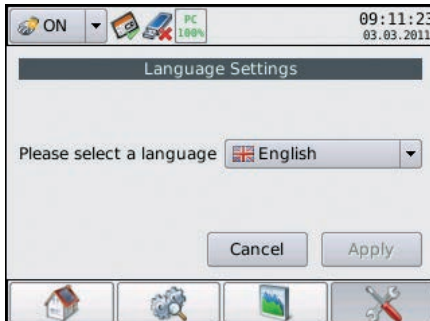 ON
PC
100%
09:11:23
03.03.2011
Language Settings
Please select a language
English
Cancel
Apply